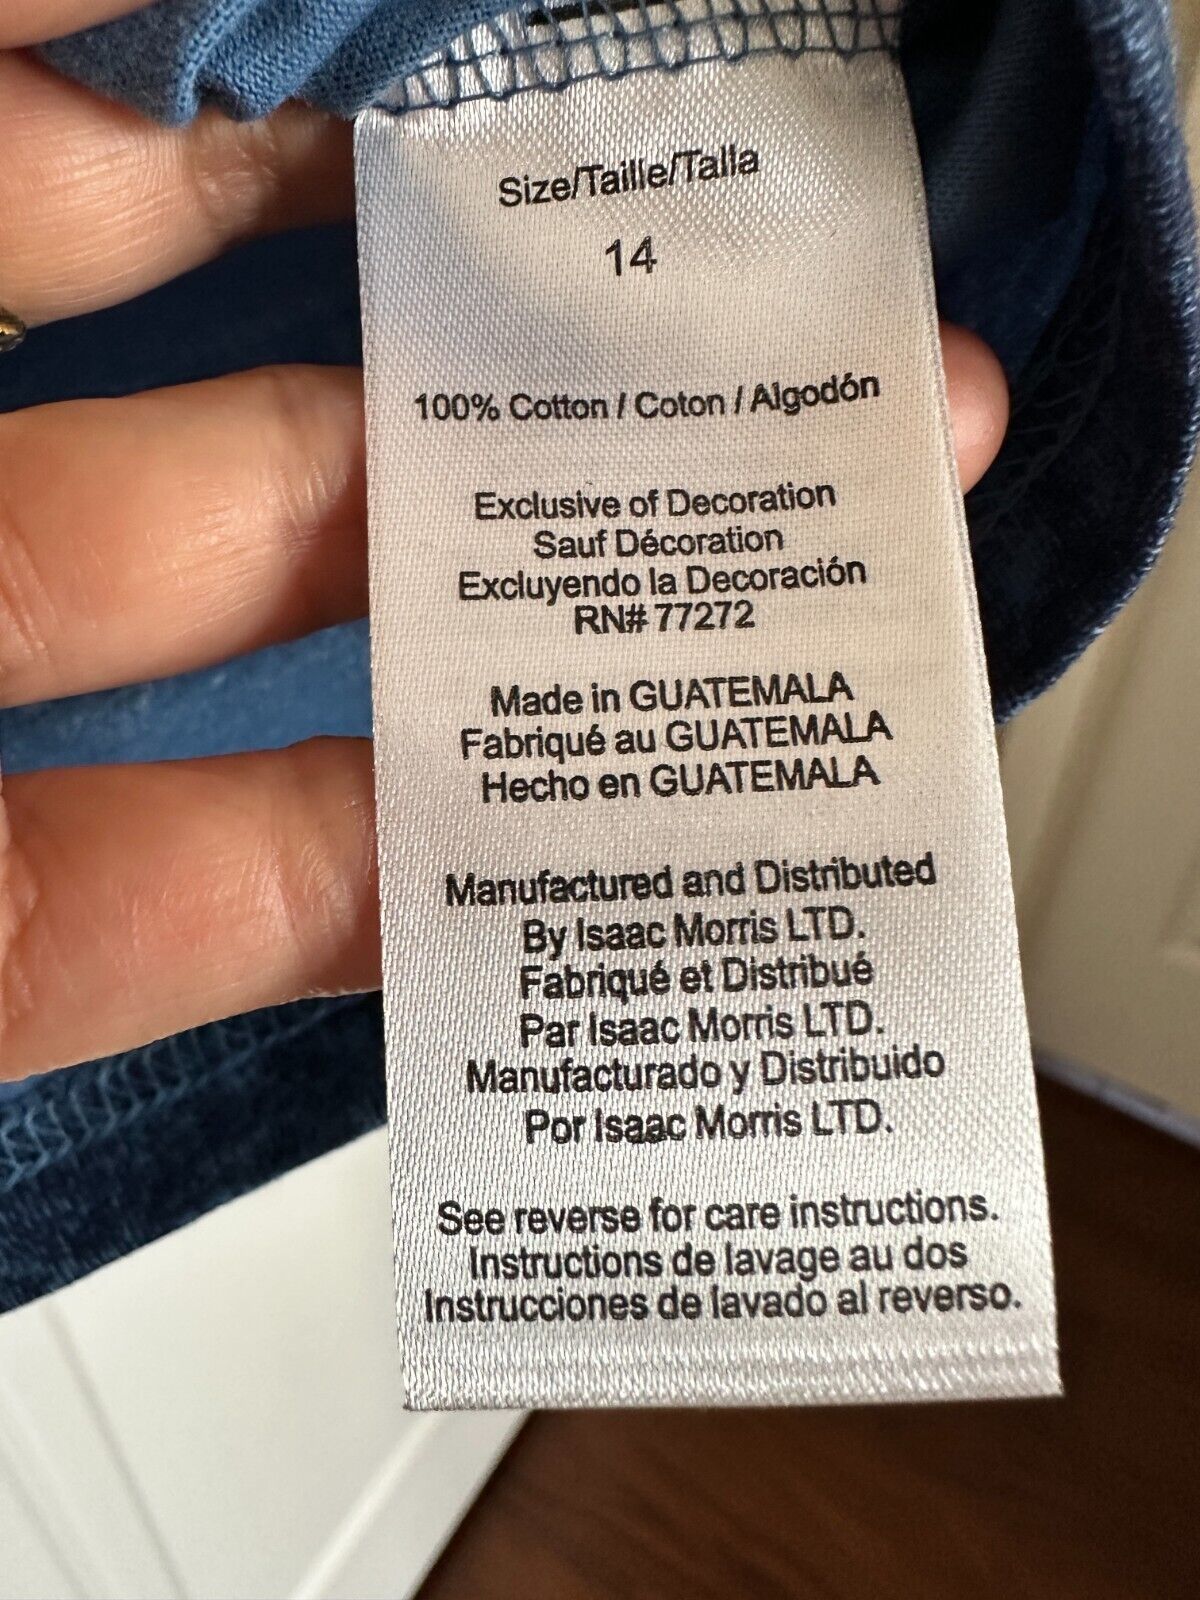 Size/Taille/Talla
14
100% Cotton / Coton / Algodón
Exclusive of Decoration
Sauf Décoration
Excluyendo la Decoración
RN# 77272
Made in GUATEMALA
Fabriqué au GUATEMALA
Hecho en GUATEMALA
Manufactured and Distributed
By Isaac Morris LTD.
Fabriqué et Distribué
Par Isaac Morris LTD.
Manufacturado y Distribuido
Por Isaac Morris LTD.
See reverse for care instructions.
Instructions de lavage au dos
Instrucciones de lavado al reverso.